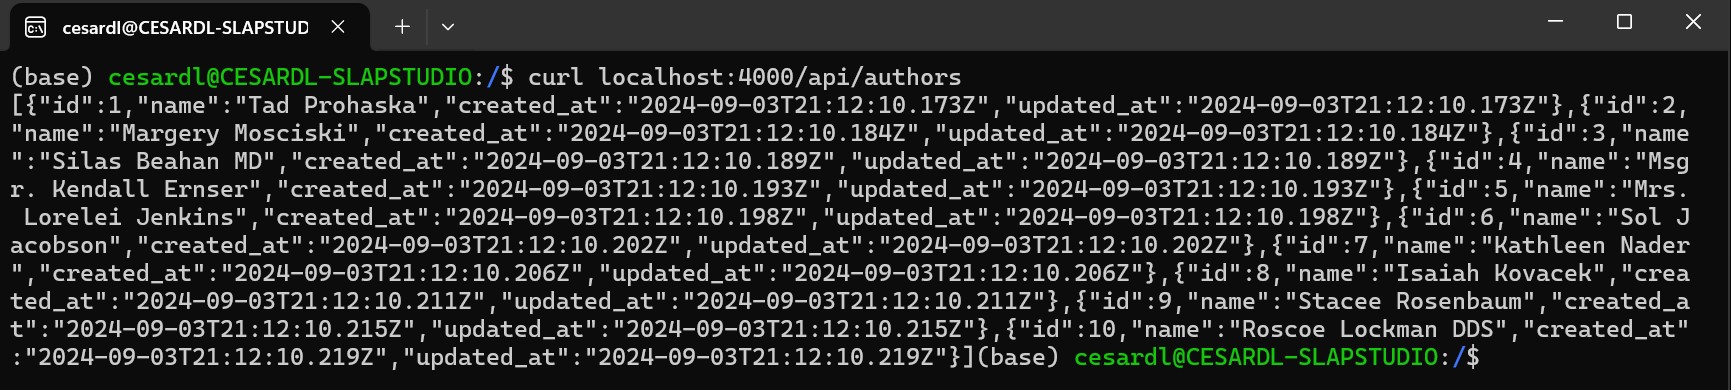 cesardl@CESARDL-SLAPSTUD
(base) cesardl@CESARDL-SLAPSTUDIO:/$ curl localhost:4000/api/authors
[{"id":1,"name":"Tad Prohaska","created_at":"2024-09-03T21:12:10.173Z","updated_at":"2024-09-03T21:12:10.173Z"},{"id":2,
"name":"Margery Mosciski","created_at":"2024-09-03T21:12:10.184Z","updated_at":"2024-09-03T21:12:10.184Z"},{"id":3,"name
":"Silas Beahan MD","created_at":"2024-09-03T21:12:10.189Z","updated_at":"2024-09-03T21:12:10.189Z"},{"id":4,"name":"Msg
r. Kendall Ernser","created_at":"2024-09-03T21:12:10.193Z","updated_at":"2024-09-03T21:12:10.193Z"},{"id":5,"name":"Mrs.
 Lorelei Jenkins","created_at":"2024-09-03T21:12:10.198Z","updated_at":"2024-09-03T21:12:10.198Z"},{"id":6,"name":"Sol J
acobson","created_at":"2024-09-03T21:12:10.202Z","updated_at":"2024-09-03T21:12:10.202Z"},{"id":7,"name":"Kathleen Nader
","created_at":"2024-09-03T21:12:10.206Z","updated_at":"2024-09-03T21:12:10.206Z"},{"id":8,"name":"Isaiah Kovacek","crea
ted_at":"2024-09-03T21:12:10.211Z","updated_at":"2024-09-03T21:12:10.211Z"},{"id":9,"name":"Stacee Rosenbaum","created_a
t":"2024-09-03T21:12:10.215Z","updated_at":"2024-09-03T21:12:10.215Z"},{"id":10,"name":"Roscoe Lockman DDS","created_at"
:"2024-09-03T21:12:10.219Z","updated_at":"2024-09-03T21:12:10.219Z"}](base) cesardl@CESARDL-SLAPSTUDIO:/$